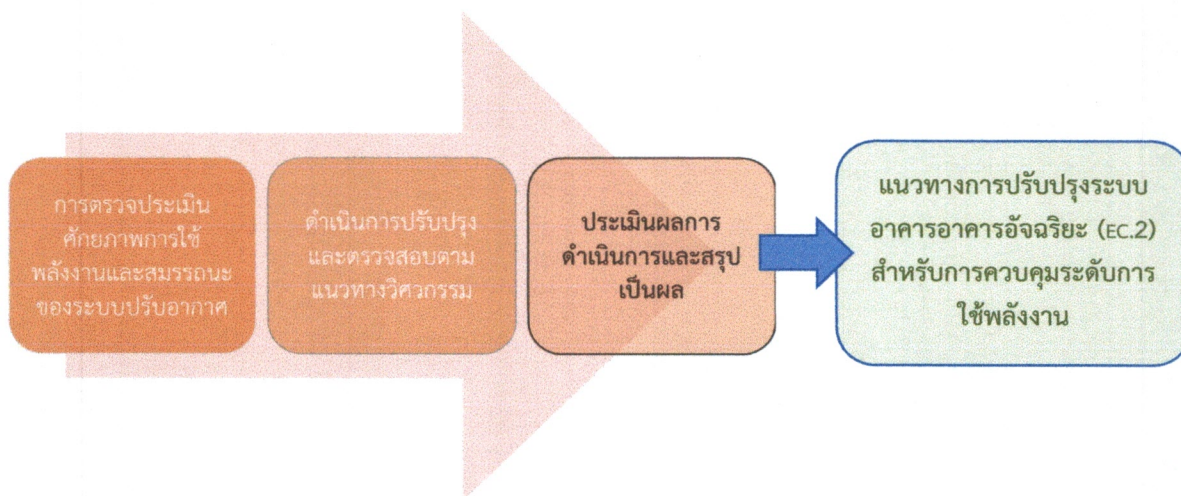 การตรวจประเมิน
ศักยภาพการใช้
พลังงานและสมรรถนะ
ของระบบปรับอากาศ
ดำเนินการปรับปรุง
และตรวจสอบตาม
แนวทางวิศวกรรม
ประเมินผลการ
ดำเนินการและสรุป
เป็นผล
แนวทางการปรับปรุงระบบ
อาคารอาคารอัจฉริยะ (EC.2)
สำหรับการควบคุมระดับการ
ใช้พลังงาน